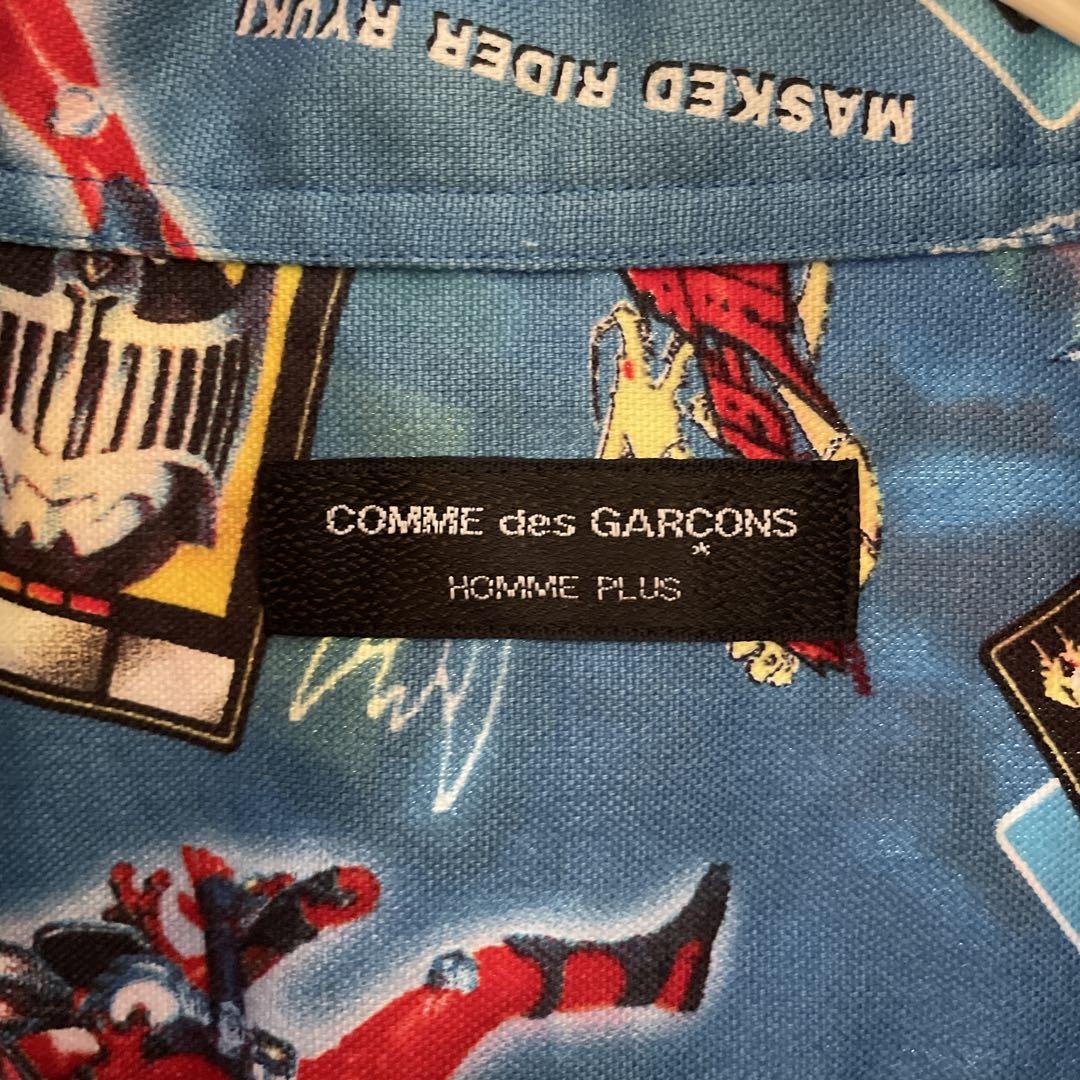 MASKED RIDER RYUKI
COMME des GARÇONS
HOMME PLUS